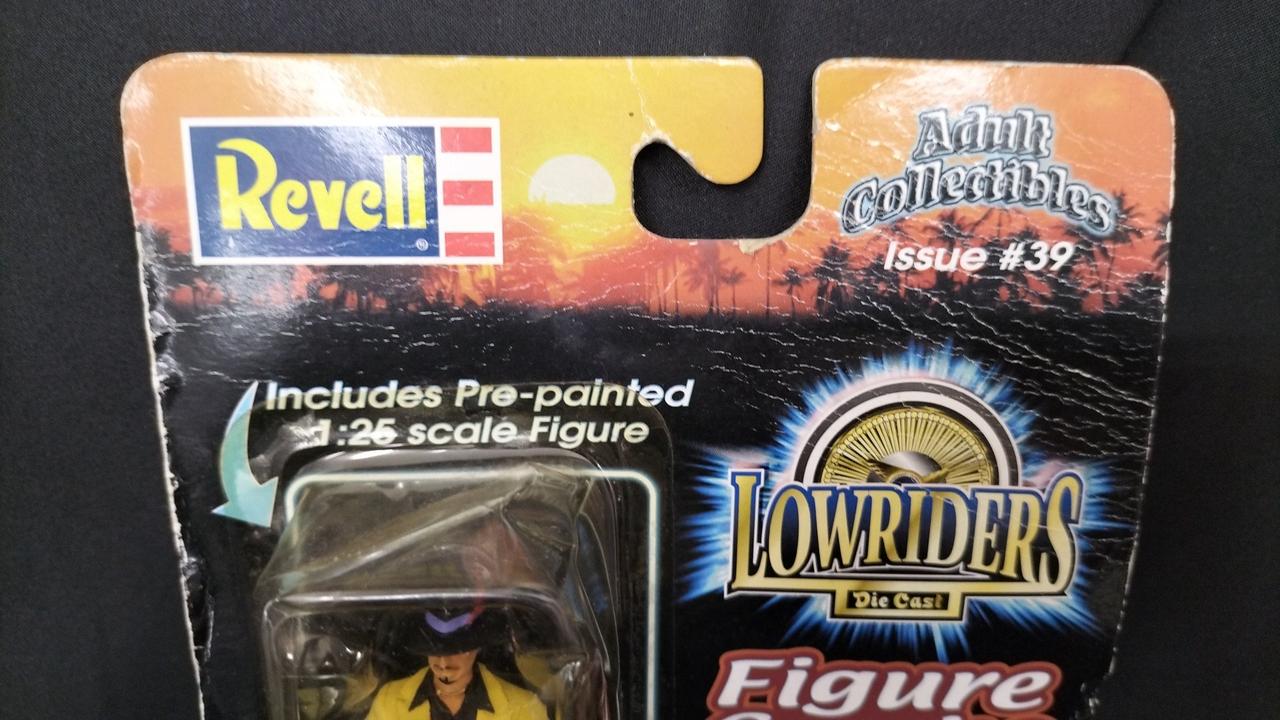 Revell
®
Adult
Collectibles
Issue #39
Includes Pre-painted
1:25 scale Figure
LOWRIDERS
Die Cast
Figure